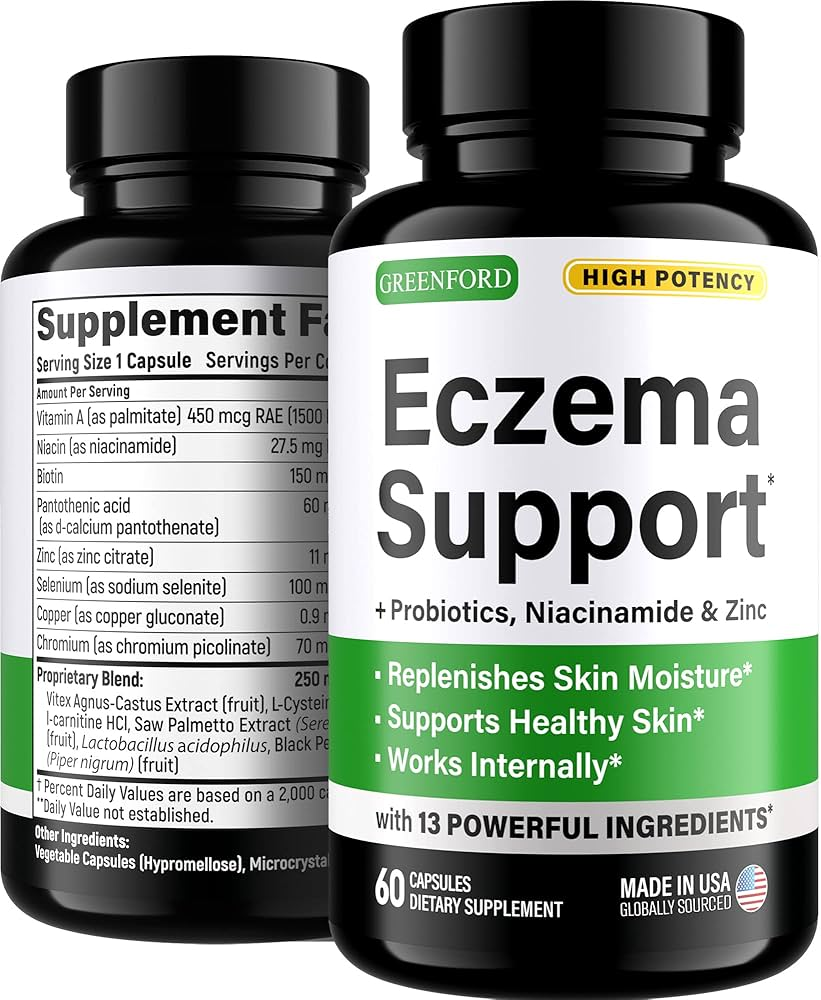 Supplement
Serving Size 1 Capsule Servings Per
Amount Per Serving
Vitamin A (as palmitate) 450 mcg RAE (1500
Niacin (as niacinamide) 27.5 mg
Biotin 150
Pantothenic acid 60
(as d-calcium pantothenate)
Zinc (as zinc citrate) 11
Selenium (as sodium selenite) 100
Copper (as copper gluconate) 0.9
Chromium (as chromium picolinate) 70
Proprietary Blend: 250
Vitex Agnus-Castus Extract (fruit),
l-carnitine HCl, Saw Palmetto Extract
(fruit), Lactobacillus acidophilus, Black
(Piper nigrum) (fruit)
† Percent Daily Values are based on a 2,000
**Daily Value not established.
Other Ingredients:
Vegetable Capsules (Hypromellose),
GREENFORD
HIGH POTENCY
Eczema
Support*
+ Probiotics, Niacinamide & Zinc
· Replenishes Skin Moisture*
· Supports Healthy Skin*
· Works Internally*
with 13 POWERFUL INGREDIENTS*
60 CAPSULES
DIETARY SUPPLEMENT
MADE IN USA
GLOBALLY SOURCED